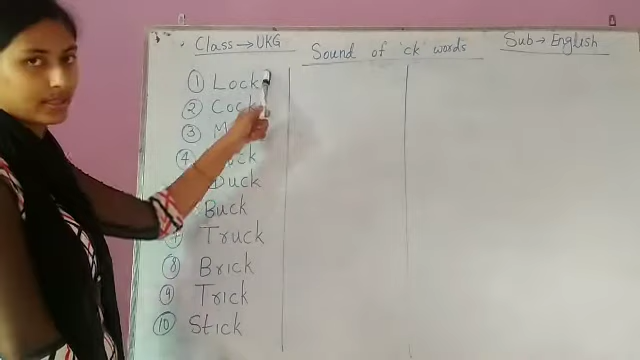 Class → UKG
Sound of 'ck' words
Sub → English
① Lock
② Cock
③
④
Duck
Buck
Truck
⑧ Brick
⑨ Trick
⑩ Stick